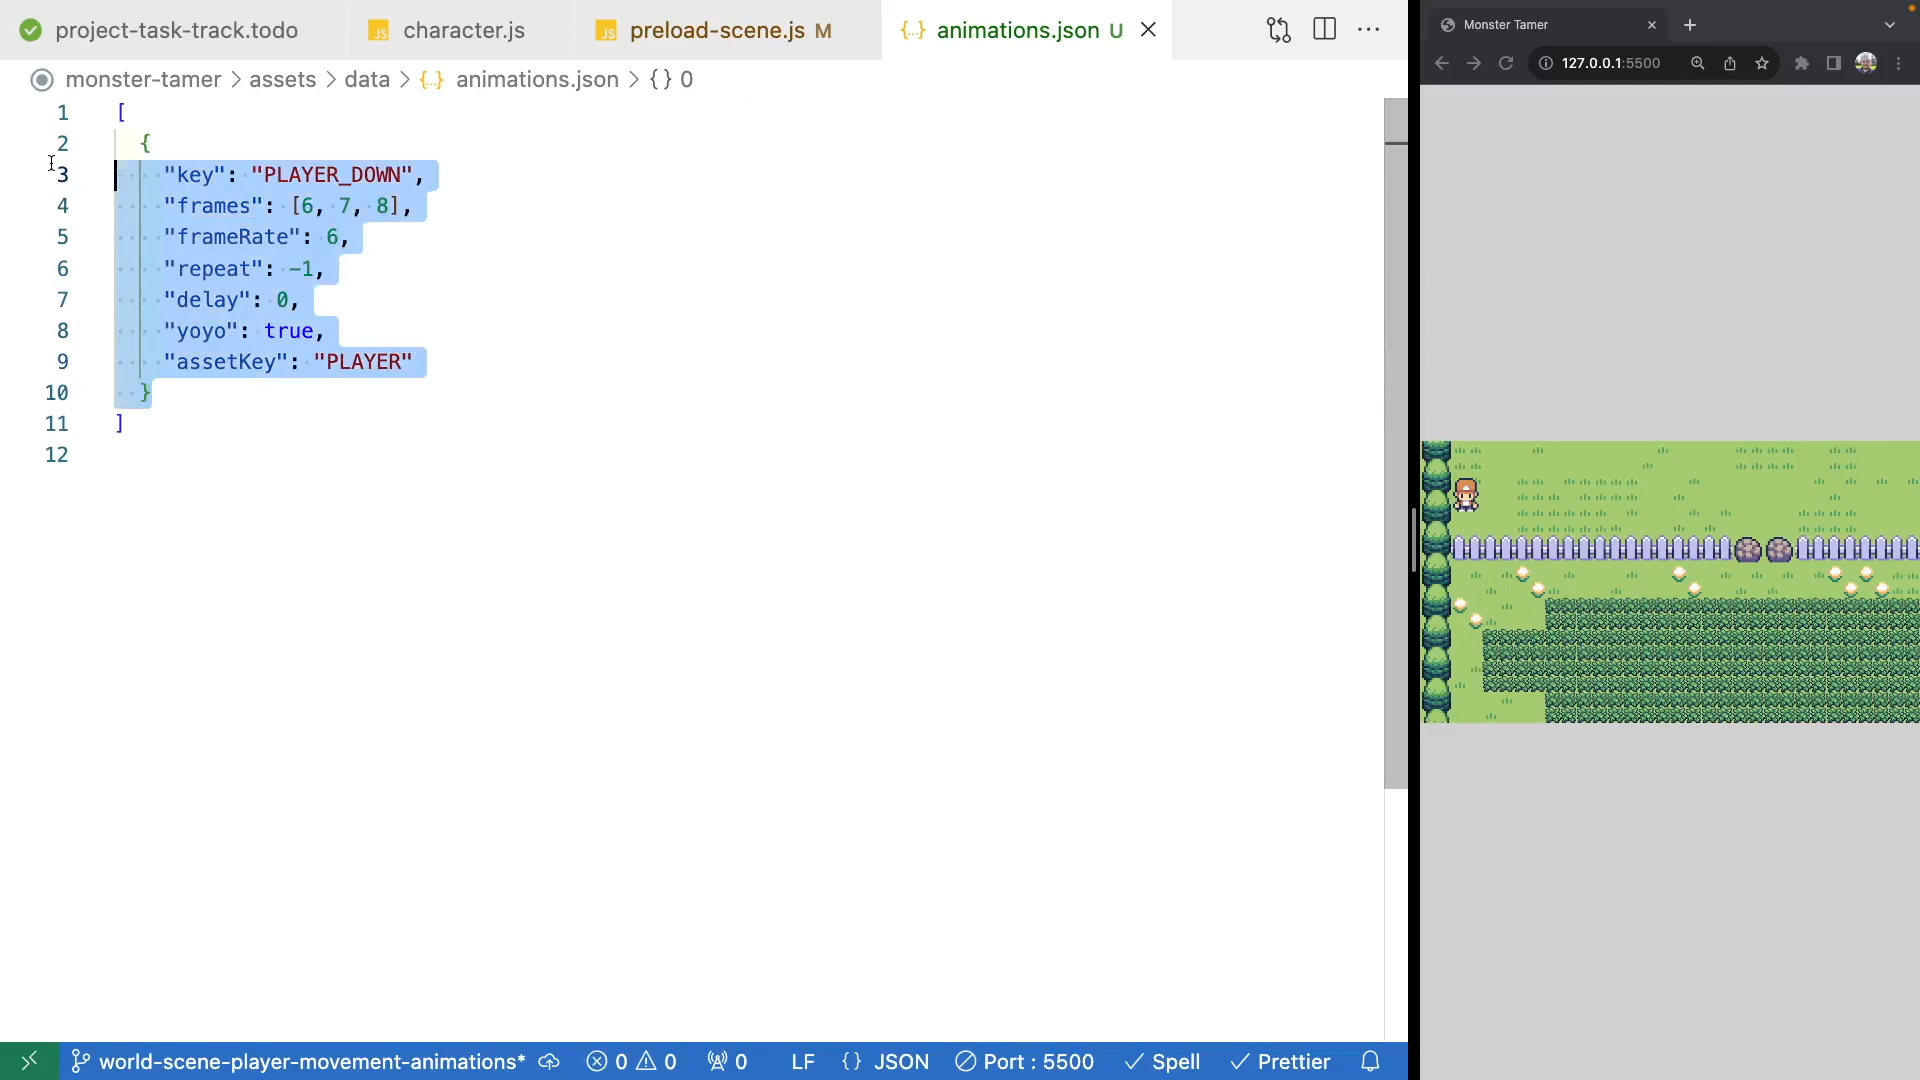 project-task-track.todo
character.js
preload-scene.js M
animations.json U
monster-tamer > assets > data > {..} animations.json > {} 0
1 [
2 {
3 "key": "PLAYER_DOWN",
4 "frames": [6, 7, 8],
5 "frameRate": 6,
6 "repeat": -1,
7 "delay": 0,
8 "yoyo": true,
9 "assetKey": "PLAYER"
10 }
11 ]
12
world-scene-player-movement-animations* 0 0 0 LF {} JSON Port : 5500 Spell Prettier
Monster Tamer
127.0.0.1:5500